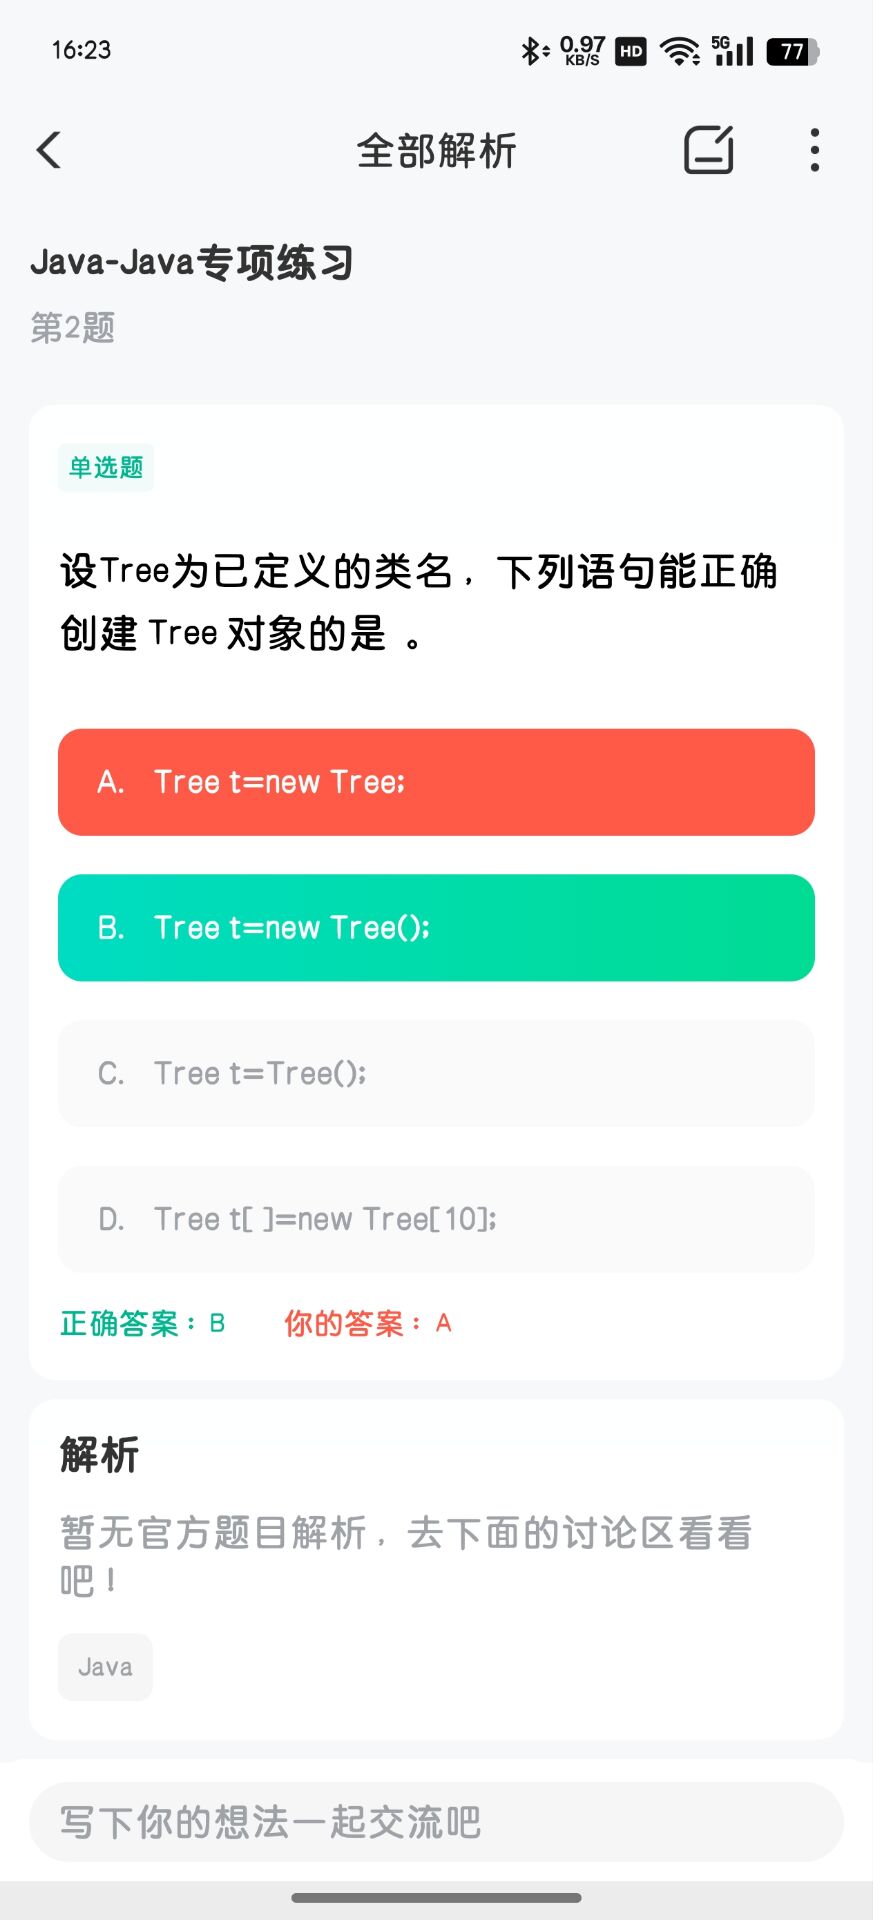 16:23
0.97
KB/S
HD
5G
77
全部解析
Java-Java专项练习
第2题
单选题
设Tree为已定义的类名，下列语句能正确
创建 Tree 对象的是 。
A. Tree t=new Tree;
B. Tree t=new Tree();
C. Tree t=Tree();
D. Tree t[ ]=new Tree[10];
正确答案：B 你的答案：A
解析
暂无官方题目解析，去下面的讨论区看看
吧！
Java
写下你的想法一起交流吧